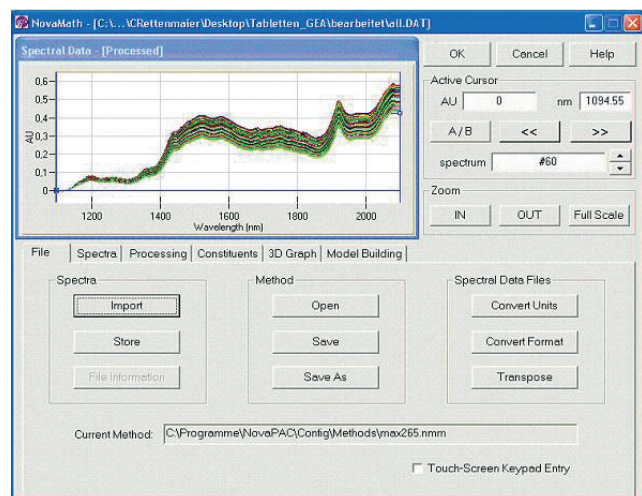 NovaMath - [C:\...\CRettenmaier\Desktop\Tabletten_GEA\bearbeitet\all.DAT]
Spectral Data - [Processed]
AU
0,6
0,5
0,4
0,3
0,2
0,1
0
1200 1400 1600 1800 2000
Wavelength (nm)
OK Cancel Help
Active Cursor
AU 0 nm 1094.55
A / B << >>
spectrum #60
Zoom
IN OUT Full Scale
File Spectra Processing Constituents 3D Graph Model Building
Spectra Method Spectral Data Files
Import Open Convert Units
Store Save Convert Format
File Information Save As Transpose
Current Method: C:\Programme\NovaPAC\Config\Methods\max265.nmm
Touch-Screen Keypad Entry